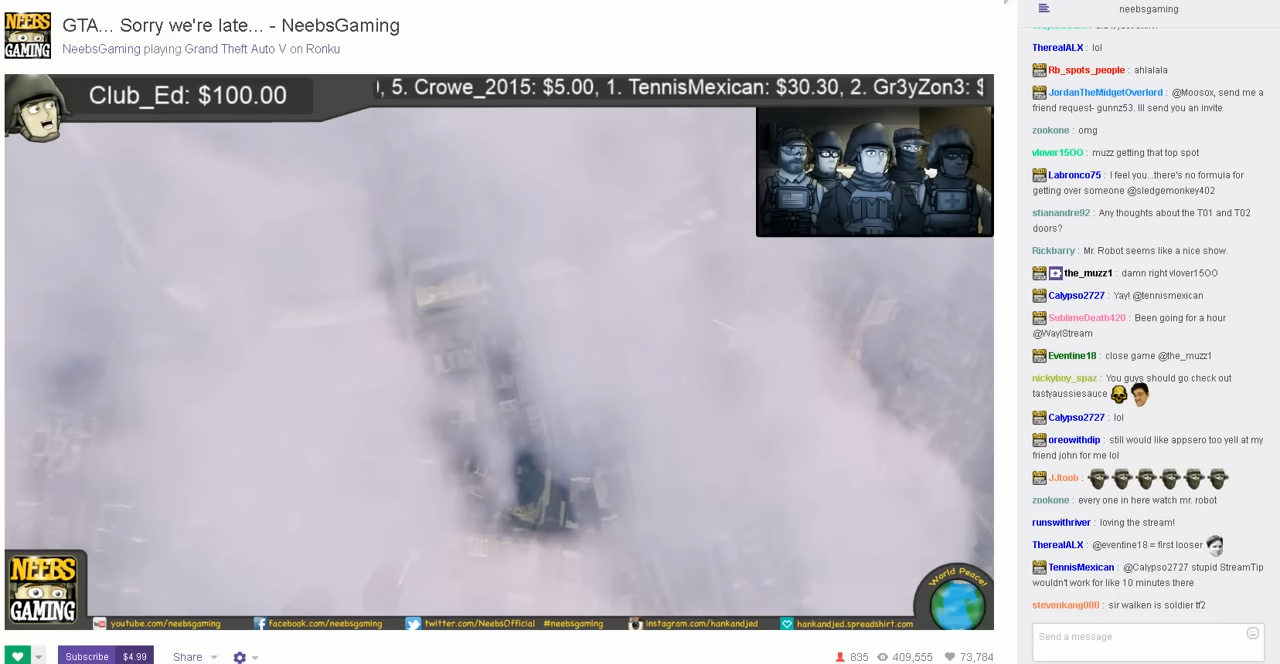 NEEBS
GAMING
GTA... Sorry we're late... - NeebsGaming
NeebsGaming playing Grand Theft Auto V on Ronku
Club_Ed: $100.00
, 5. Crowe_2015: $5.00, 1. TennisMexican: $30.30, 2. Gr3yZon3: $
NEEBS
GAMING
World Peace!
youtube.com/neebsgaming
facebook.com/neebsgaming
twitter.com/NeebsOfficial #neebsgaming
instagram.com/hankandjed
hankandjed.spreadshirt.com
Subscribe $4.99
Share
835 409,555 73,784
neebsgaming
TherealALX : lol
Rb_spots_people : ahlalala
JordanTheMidgetOverlord : @Moosox, send me a
friend request- gunnz53. Ill send you an invite
zookone : omg
vlover1500 : muzz getting that top spot
Labronco75 : I feel you...there's no formula for
getting over someone @sledgemonkey402
stianandre92 : Any thoughts about the T01 and T02
doors?
Rickbarry : Mr. Robot seems like a nice show.
the_muzz1 : damn right vlover1500
Calypso2727 : Yay! @tennismexican
SublimeDeath420 : Been going for a hour
@WaylStream
Eventine18 : close game @the_muzz1
nickyboy_spaz : You guys should go check out
tastyaussiesauce
Calypso2727 : lol
oreowithdip : still would like appsero too yell at my
friend john for me lol
JJtoob :
zookone : every one in here watch mr. robot
runswithriver : loving the stream!
TherealALX : @eventine18 = first looser
TennisMexican : @Calypso2727 stupid StreamTip
wouldn't work for like 10 minutes there
stevenkang000 : sir walken is soldier tf2
Send a message